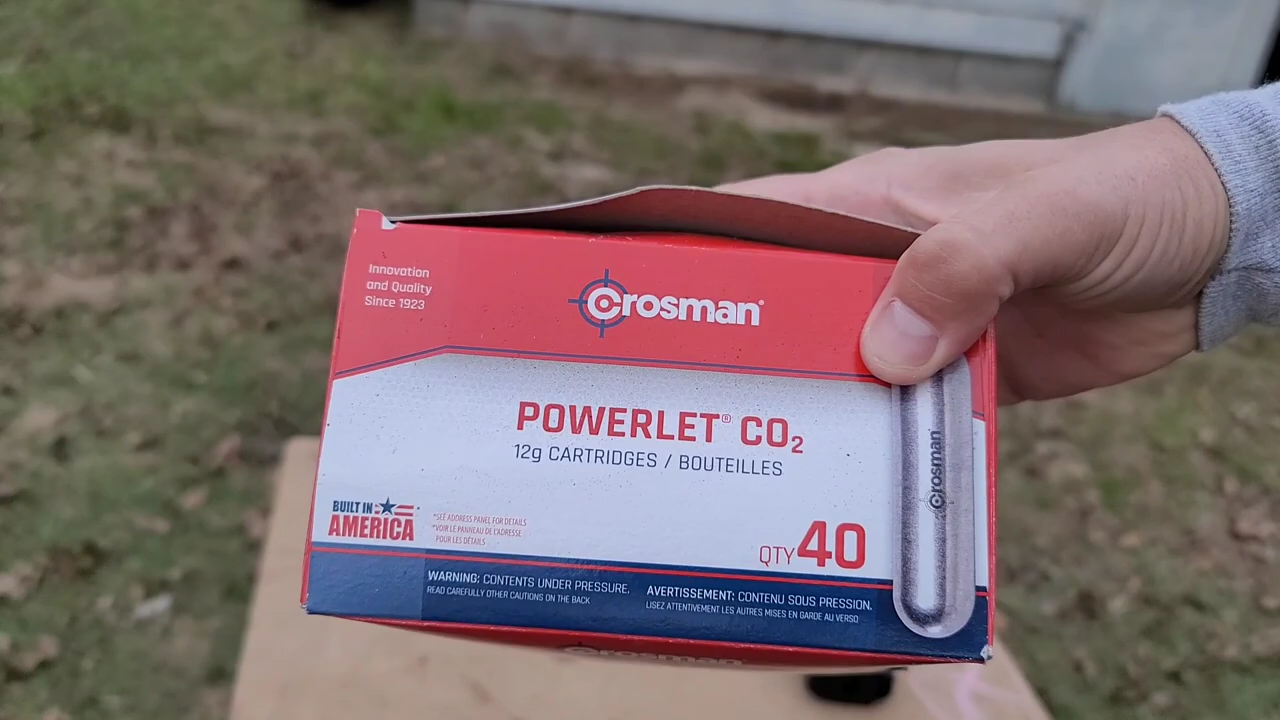 Innovation
and Quality
Since 1923
Crosman®
POWERLET® CO₂
12g CARTRIDGES / BOUTEILLES
Crosman
BUILT IN
AMERICA
*SEE ADDRESS PANEL FOR DETAILS
*VOIR LE PANNEAU DE L'ADRESSE
POUR LES DÉTAILS
QTY 40
WARNING: CONTENTS UNDER PRESSURE.
READ CAREFULLY OTHER CAUTIONS ON THE BACK
AVERTISSEMENT: CONTENU SOUS PRESSION.
LISEZ ATTENTIVEMENT LES AUTRES MISES EN GARDE AU VERSO
Crosman